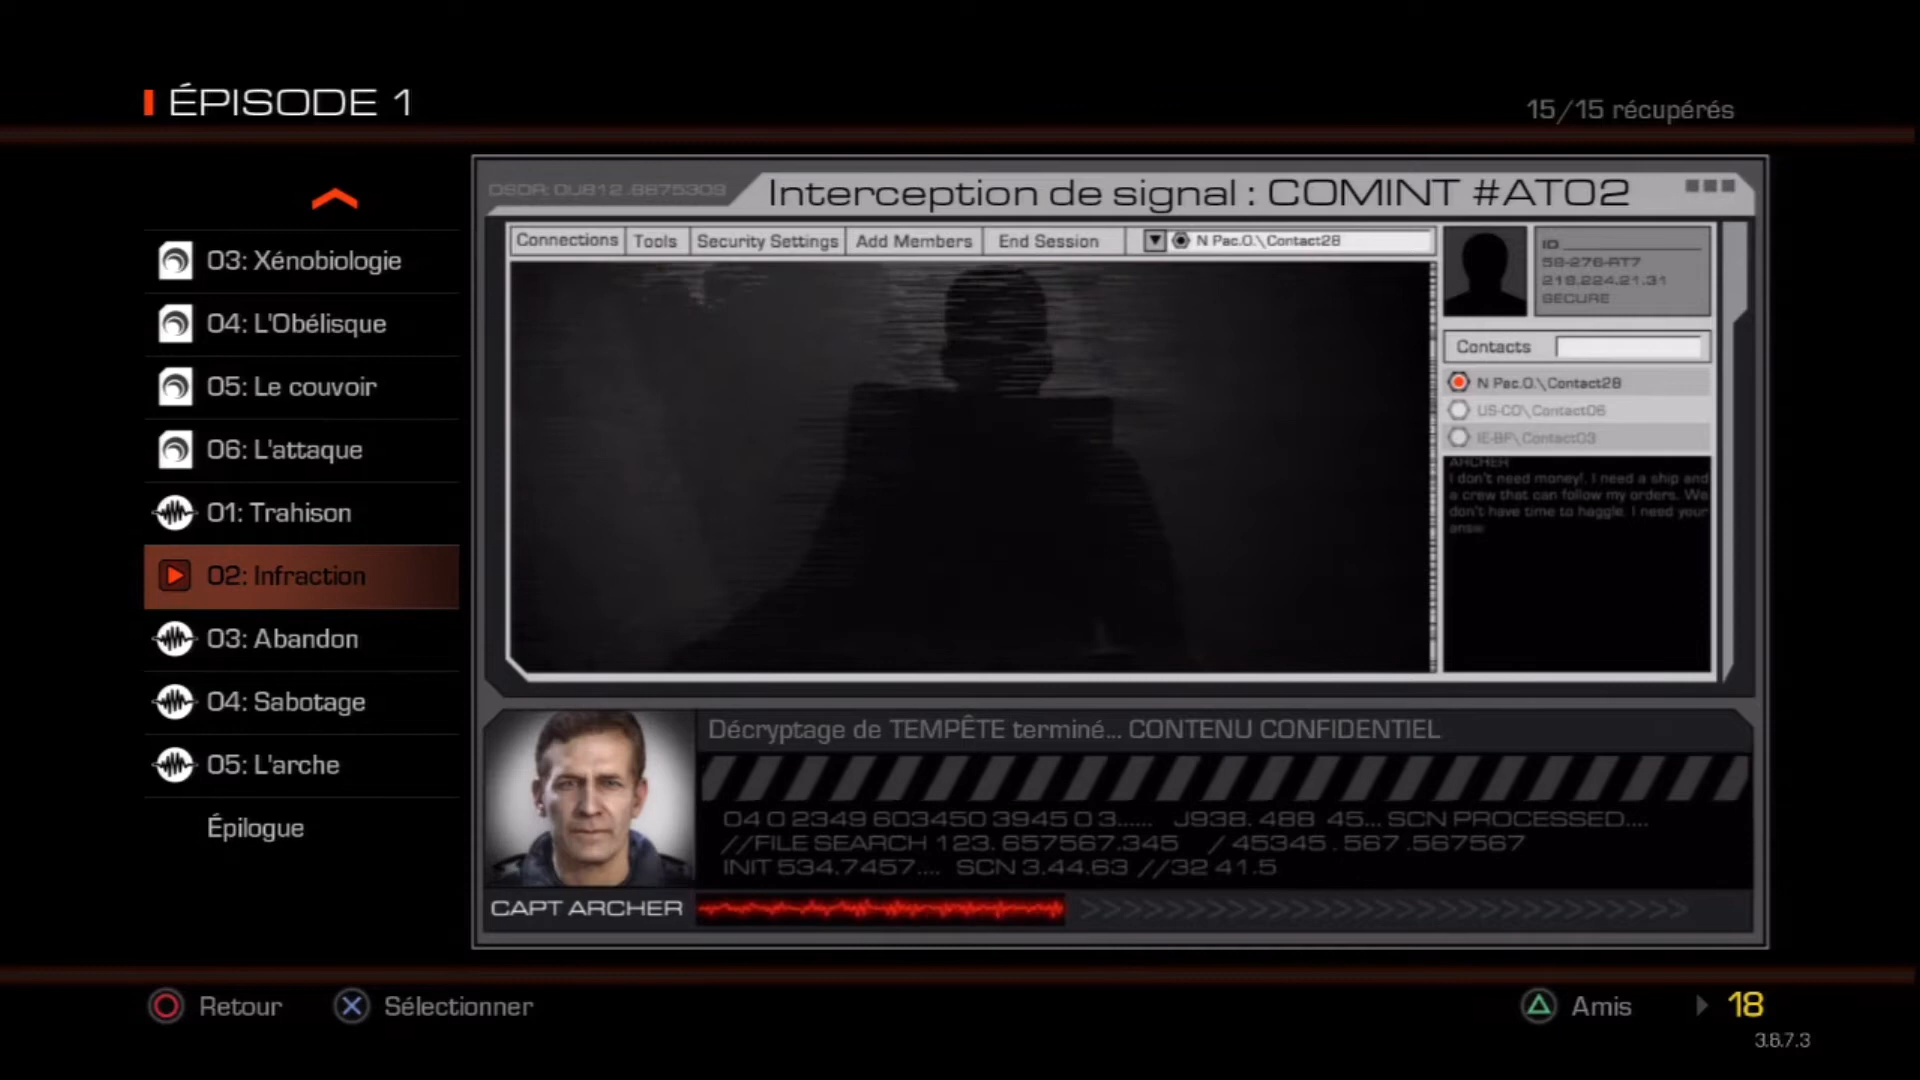 ÉPISODE 1
15/15 récupérés
03: Xénobiologie
04: L'Obélisque
05: Le couvoir
06: L'attaque
01: Trahison
02: Infraction
03: Abandon
04: Sabotage
05: L'arche
Épilogue
Interception de signal : COMINT #AT02
Connections
Tools
Security Settings
Add Members
End Session
N Pac.O.\Contact28
ID
58-276-AT7
218.224.21.31
SECURE
Contacts
N Pac.O.\Contact28
US-CO\Contact06
IE-BF\Contact03
ARCHER
I don't need money!. I need a ship and
a crew that can follow my orders. We
don't have time to haggle. I need your
answ
Décryptage de TEMPÊTE terminé... CONTENU CONFIDENTIEL
04 0 2349 603450 3945 0 3...... J938. 488 45... SCN PROCESSED....
//FILE SEARCH 123. 657567.345 / 45345 .567 .567567
INIT 534.7457.... SCN 3.44.63 //32 41.5
CAPT ARCHER
Retour
Sélectionner
Amis
18
3.8.7.3